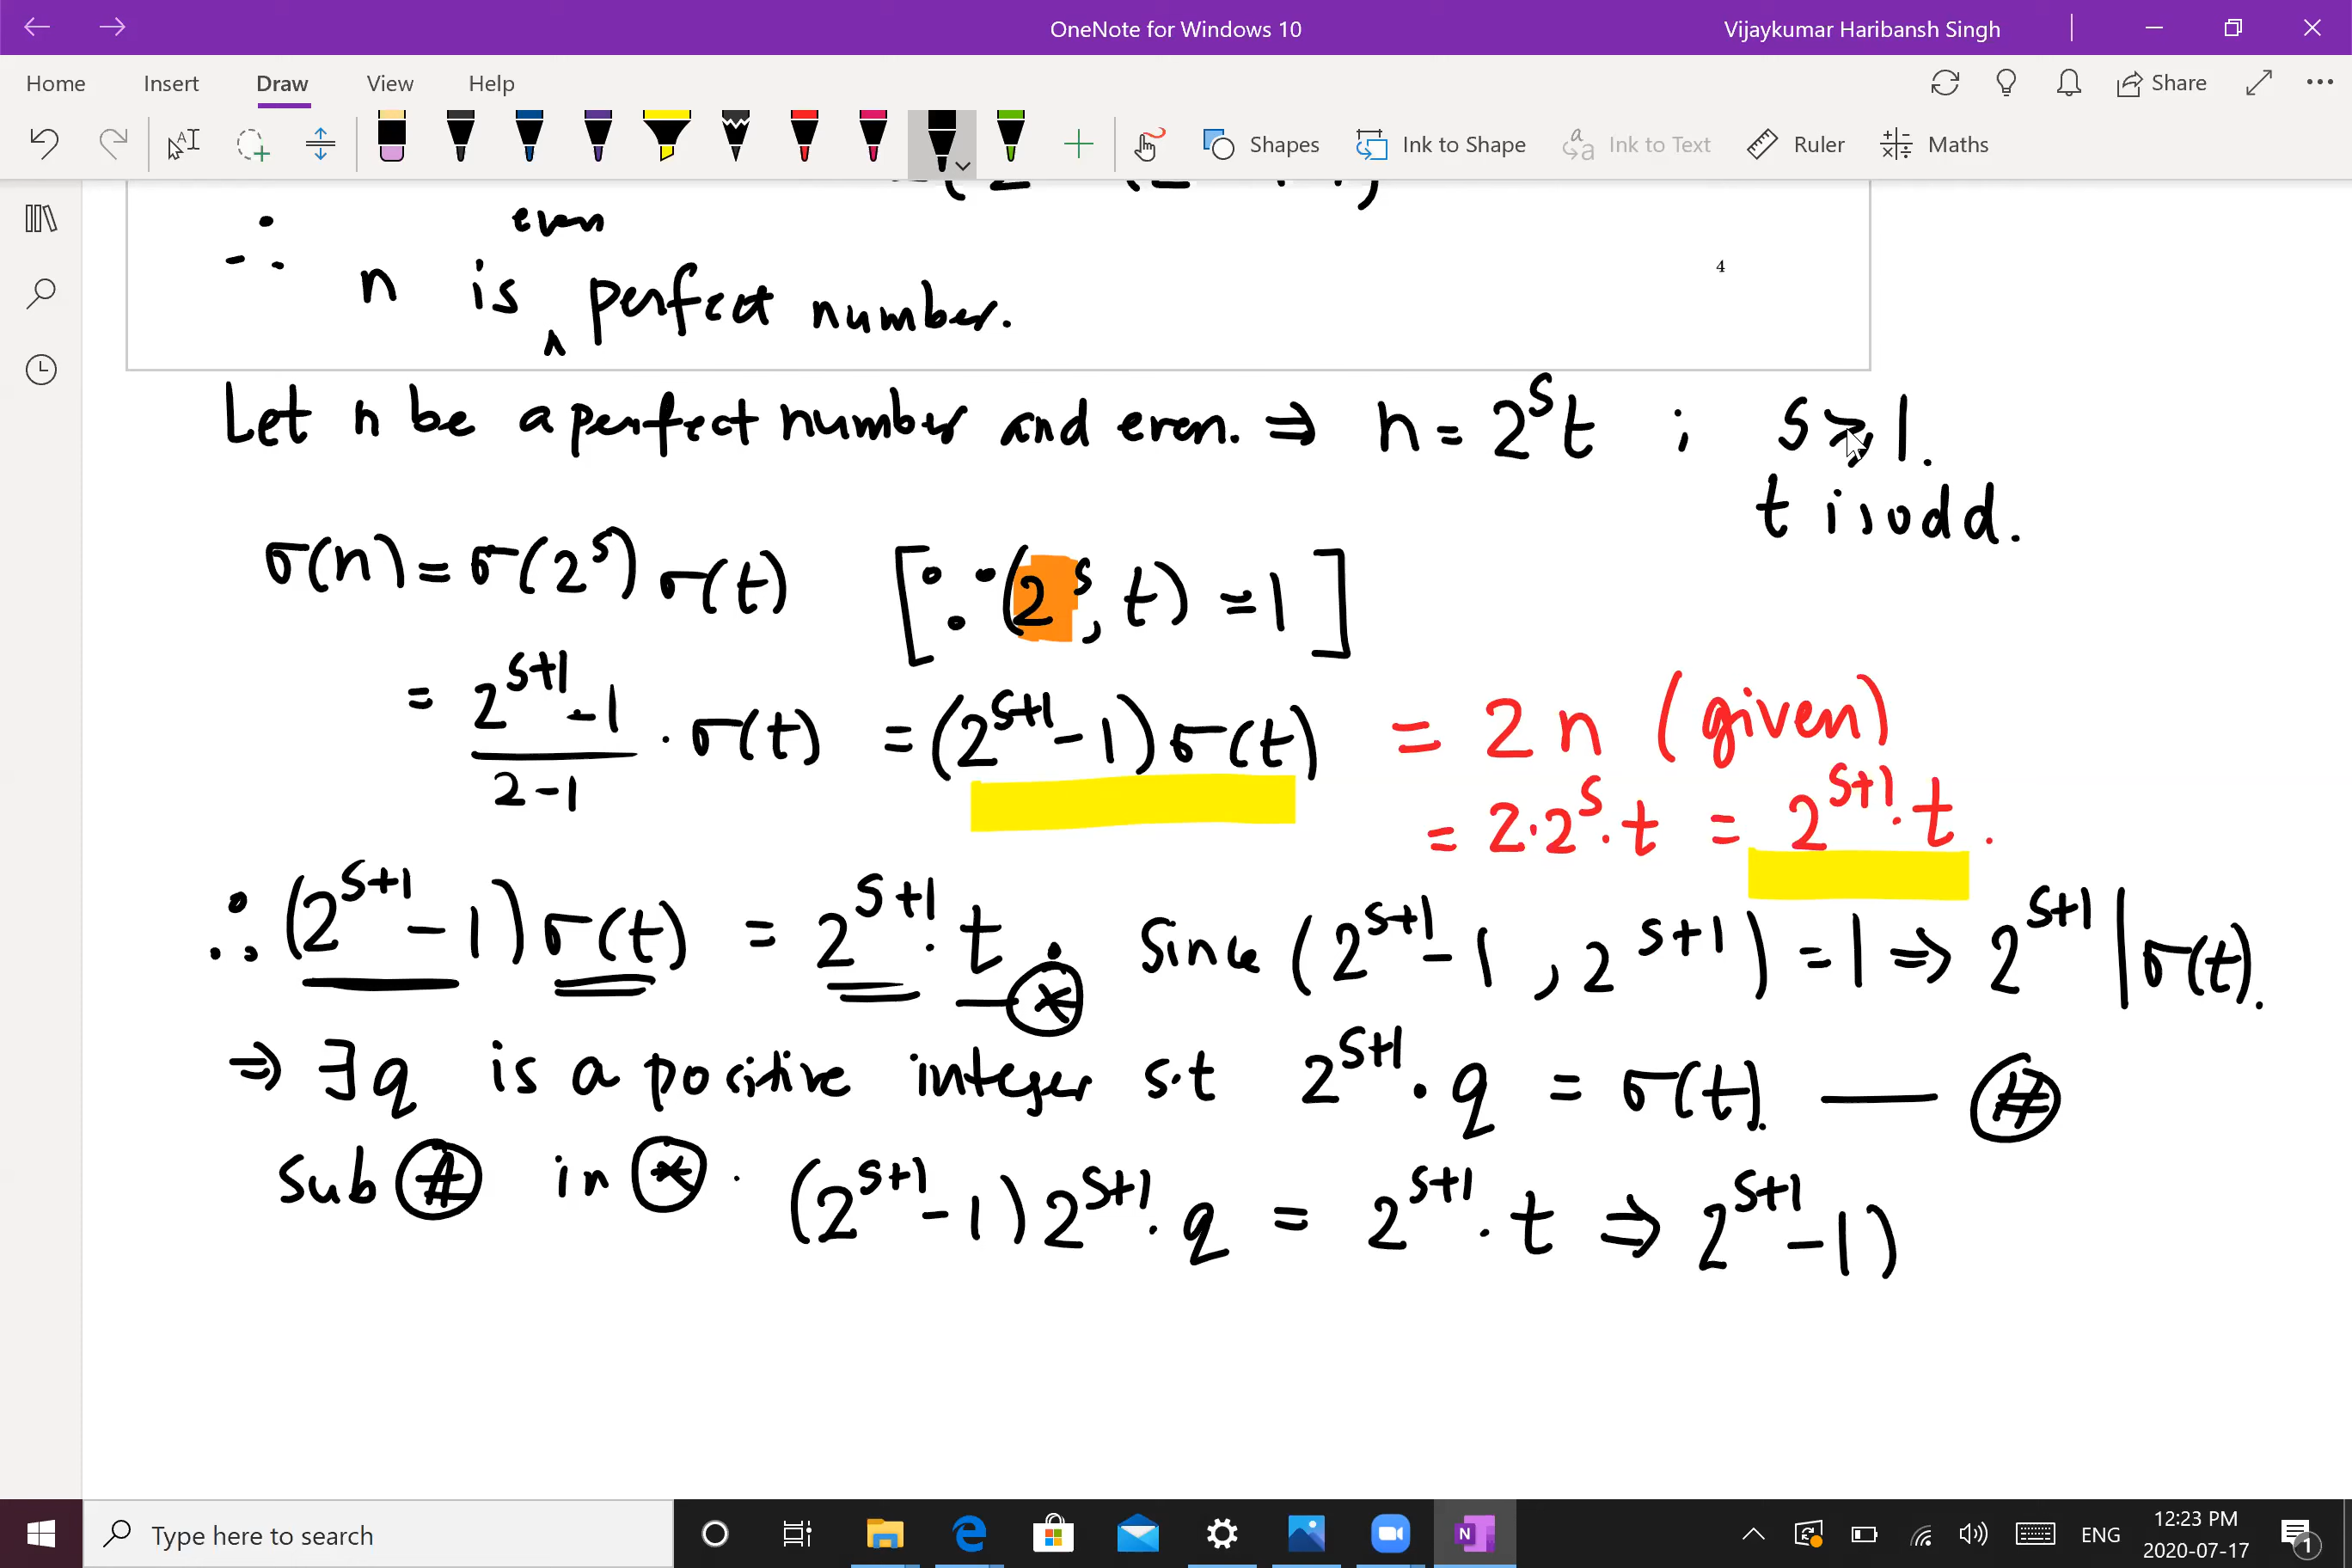 OneNote for Windows 10 Vijaykumar Haribansh Singh
Home Insert Draw View Help Share
Shapes Ink to Shape Ink to Text Ruler Maths
even
4
∴ n is ‸ perfect number.
Let n be a perfect number and even. ⇒ n = 2^s t ; s ⩾ 1.
t is odd.
σ(n) = σ(2^s) σ(t) [∵ (2^s, t) = 1]
= (2^{s+1} - 1)/(2-1) · σ(t) = (2^{s+1} - 1) σ(t) = 2n (given)
= 2·2^s·t = 2^{s+1}·t.
∴ (2^{s+1} - 1) σ(t) = 2^{s+1}·t. — ⊛ Since (2^{s+1} - 1, 2^{s+1}) = 1 ⇒ 2^{s+1} | σ(t).
⇒ ∃ q is a positive integer s.t 2^{s+1}·q = σ(t). — (#)
Sub (#) in ⊛. (2^{s+1} - 1) 2^{s+1}·q = 2^{s+1}·t ⇒ 2^{s+1} - 1)
Type here to search
N
ENG
12:23 PM
2020-07-17
1